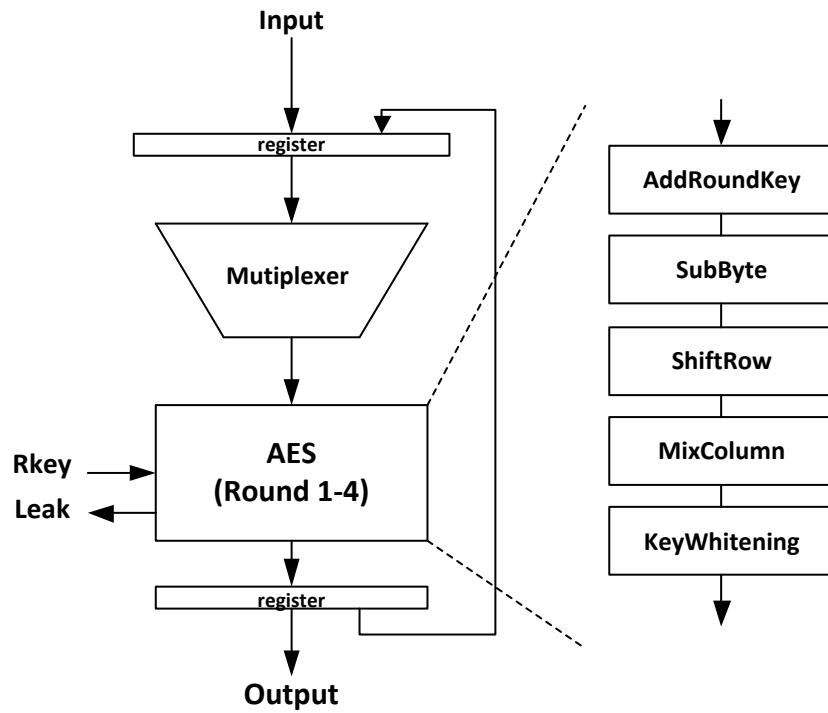 Input
register
Mutiplexer
AES
(Round 1-4)
Rkey
Leak
register
Output
AddRoundKey
SubByte
ShiftRow
MixColumn
KeyWhitening